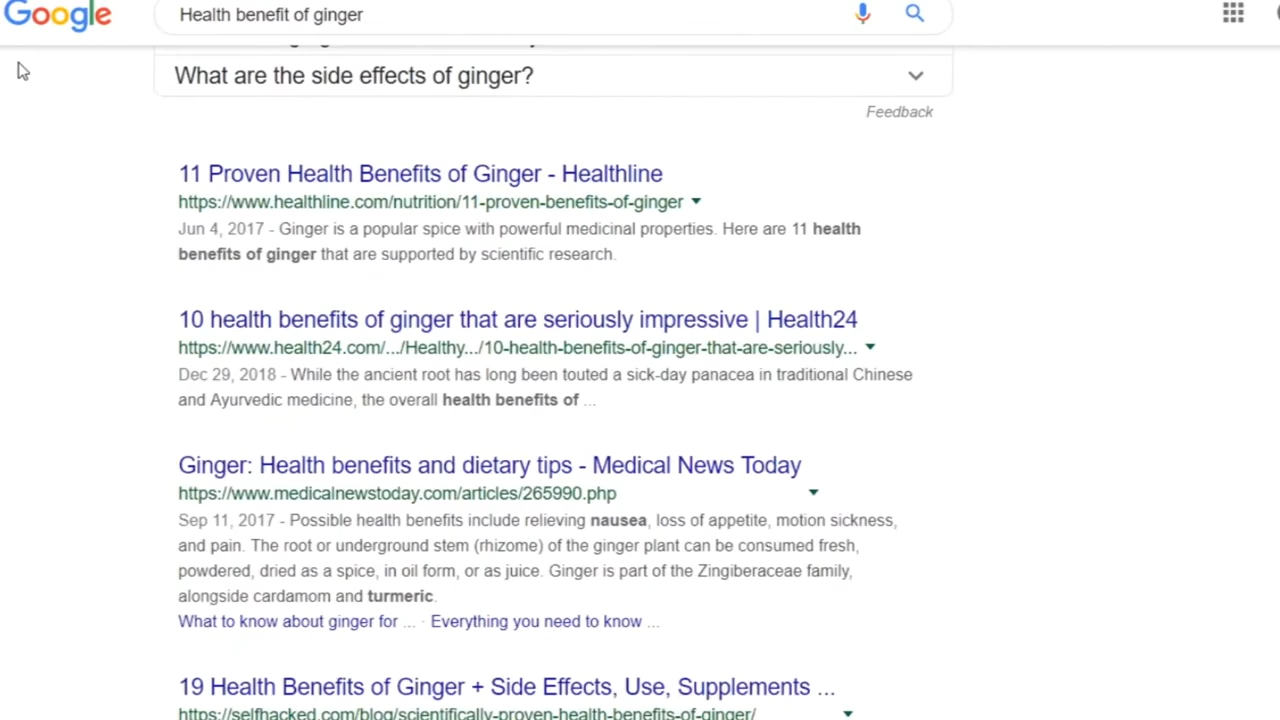 Google
Health benefit of ginger
What are the side effects of ginger?
Feedback
11 Proven Health Benefits of Ginger - Healthline
https://www.healthline.com/nutrition/11-proven-benefits-of-ginger
Jun 4, 2017 - Ginger is a popular spice with powerful medicinal properties. Here are 11 health
benefits of ginger that are supported by scientific research.
10 health benefits of ginger that are seriously impressive | Health24
https://www.health24.com/.../Healthy.../10-health-benefits-of-ginger-that-are-seriously...
Dec 29, 2018 - While the ancient root has long been touted a sick-day panacea in traditional Chinese
and Ayurvedic medicine, the overall health benefits of ...
Ginger: Health benefits and dietary tips - Medical News Today
https://www.medicalnewstoday.com/articles/265990.php
Sep 11, 2017 - Possible health benefits include relieving nausea, loss of appetite, motion sickness,
and pain. The root or underground stem (rhizome) of the ginger plant can be consumed fresh,
powdered, dried as a spice, in oil form, or as juice. Ginger is part of the Zingiberaceae family,
alongside cardamom and turmeric.
What to know about ginger for ... · Everything you need to know ...
19 Health Benefits of Ginger + Side Effects, Use, Supplements ...
https://selfhacked.com/blog/scientifically-proven-health-benefits-of-ginger/